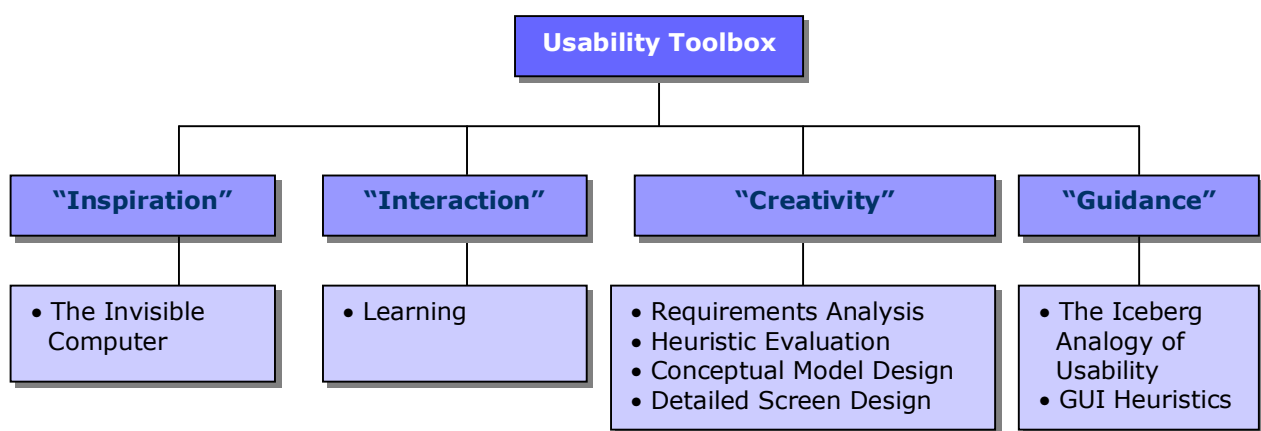 Usability Toolbox
“Inspiration”
“Interaction”
“Creativity”
“Guidance”
• The Invisible
Computer
• Learning
• Requirements Analysis
• Heuristic Evaluation
• Conceptual Model Design
• Detailed Screen Design
• The Iceberg
Analogy of
Usability
• GUI Heuristics